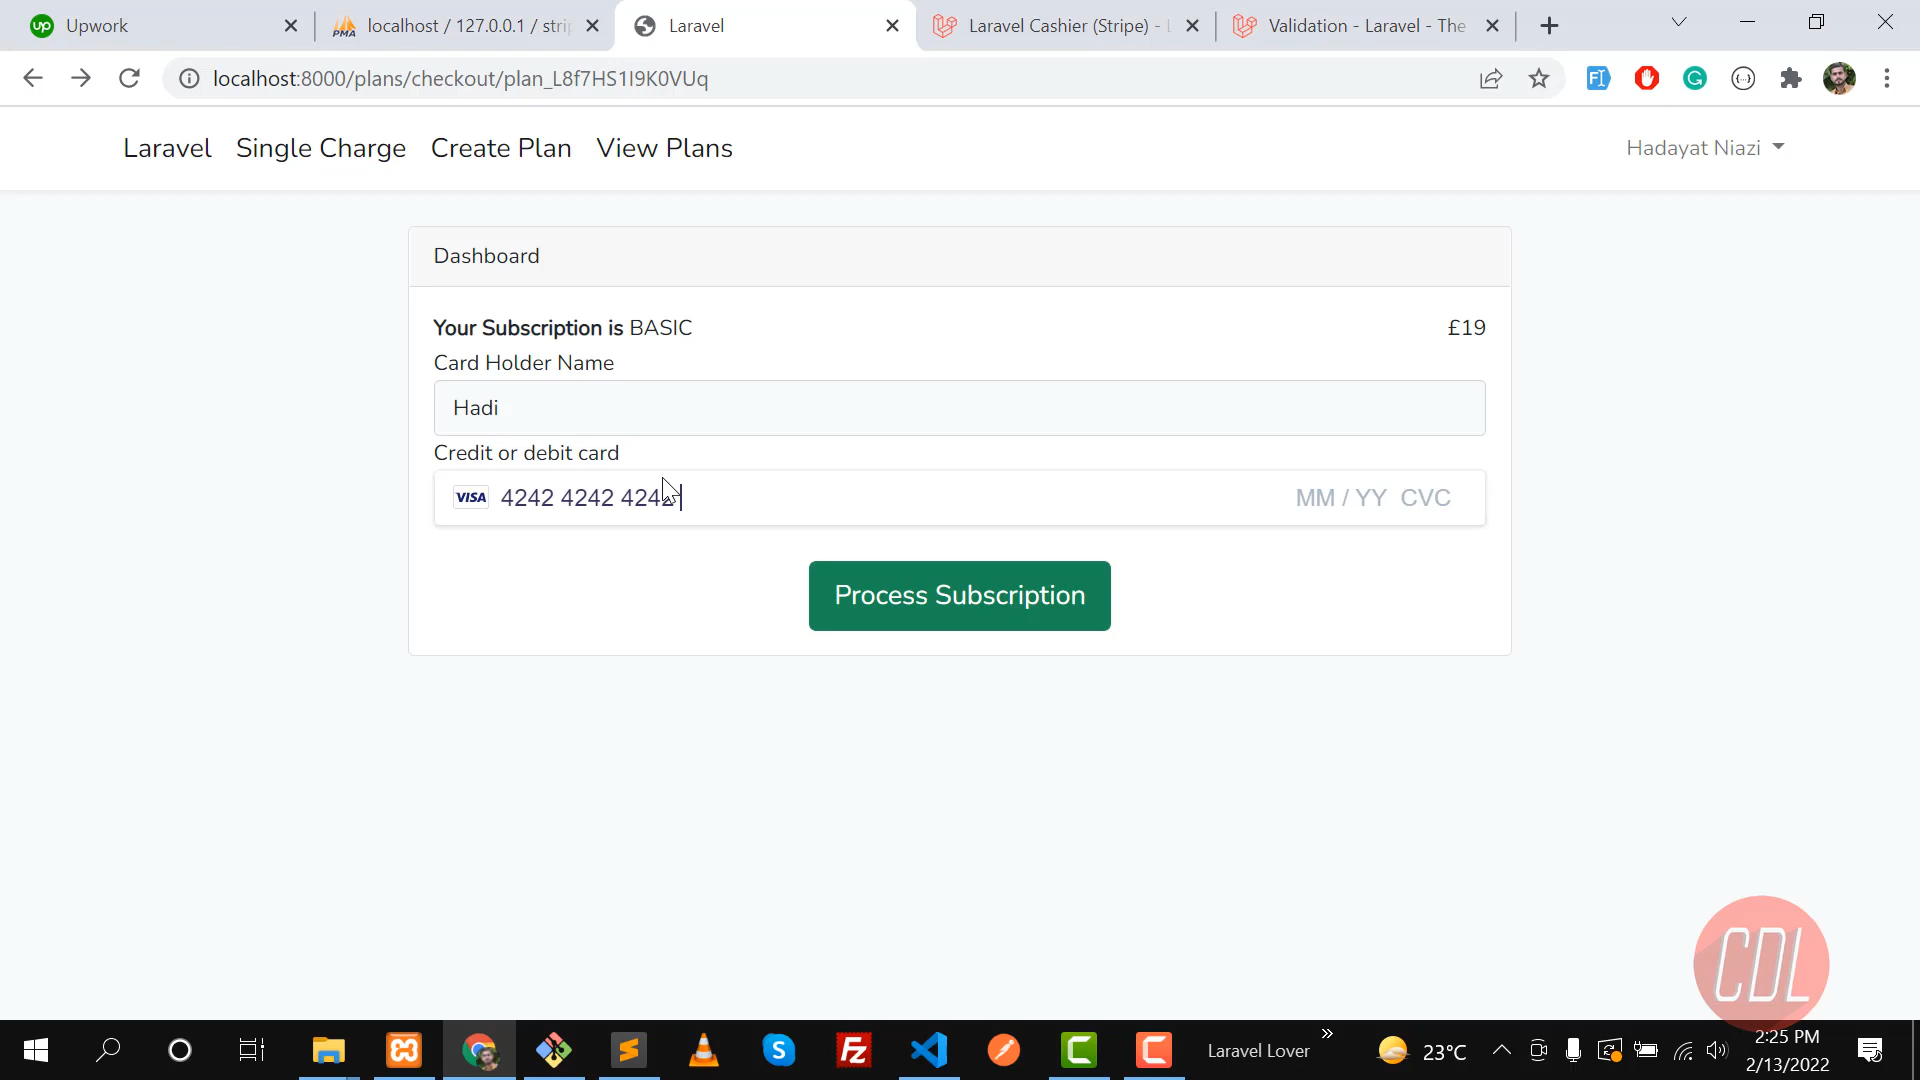 Upwork
localhost / 127.0.0.1 / strip
Laravel
Laravel Cashier (Stripe) - L
Validation - Laravel - The
localhost:8000/plans/checkout/plan_L8f7HS1I9K0VUq
Laravel Single Charge Create Plan View Plans
Hadayat Niazi
Dashboard
Your Subscription is BASIC
£19
Card Holder Name
Hadi
Credit or debit card
VISA 4242 4242 4242
MM / YY CVC
Process Subscription
CDL
Laravel Lover
23°C
2:25 PM
2/13/2022